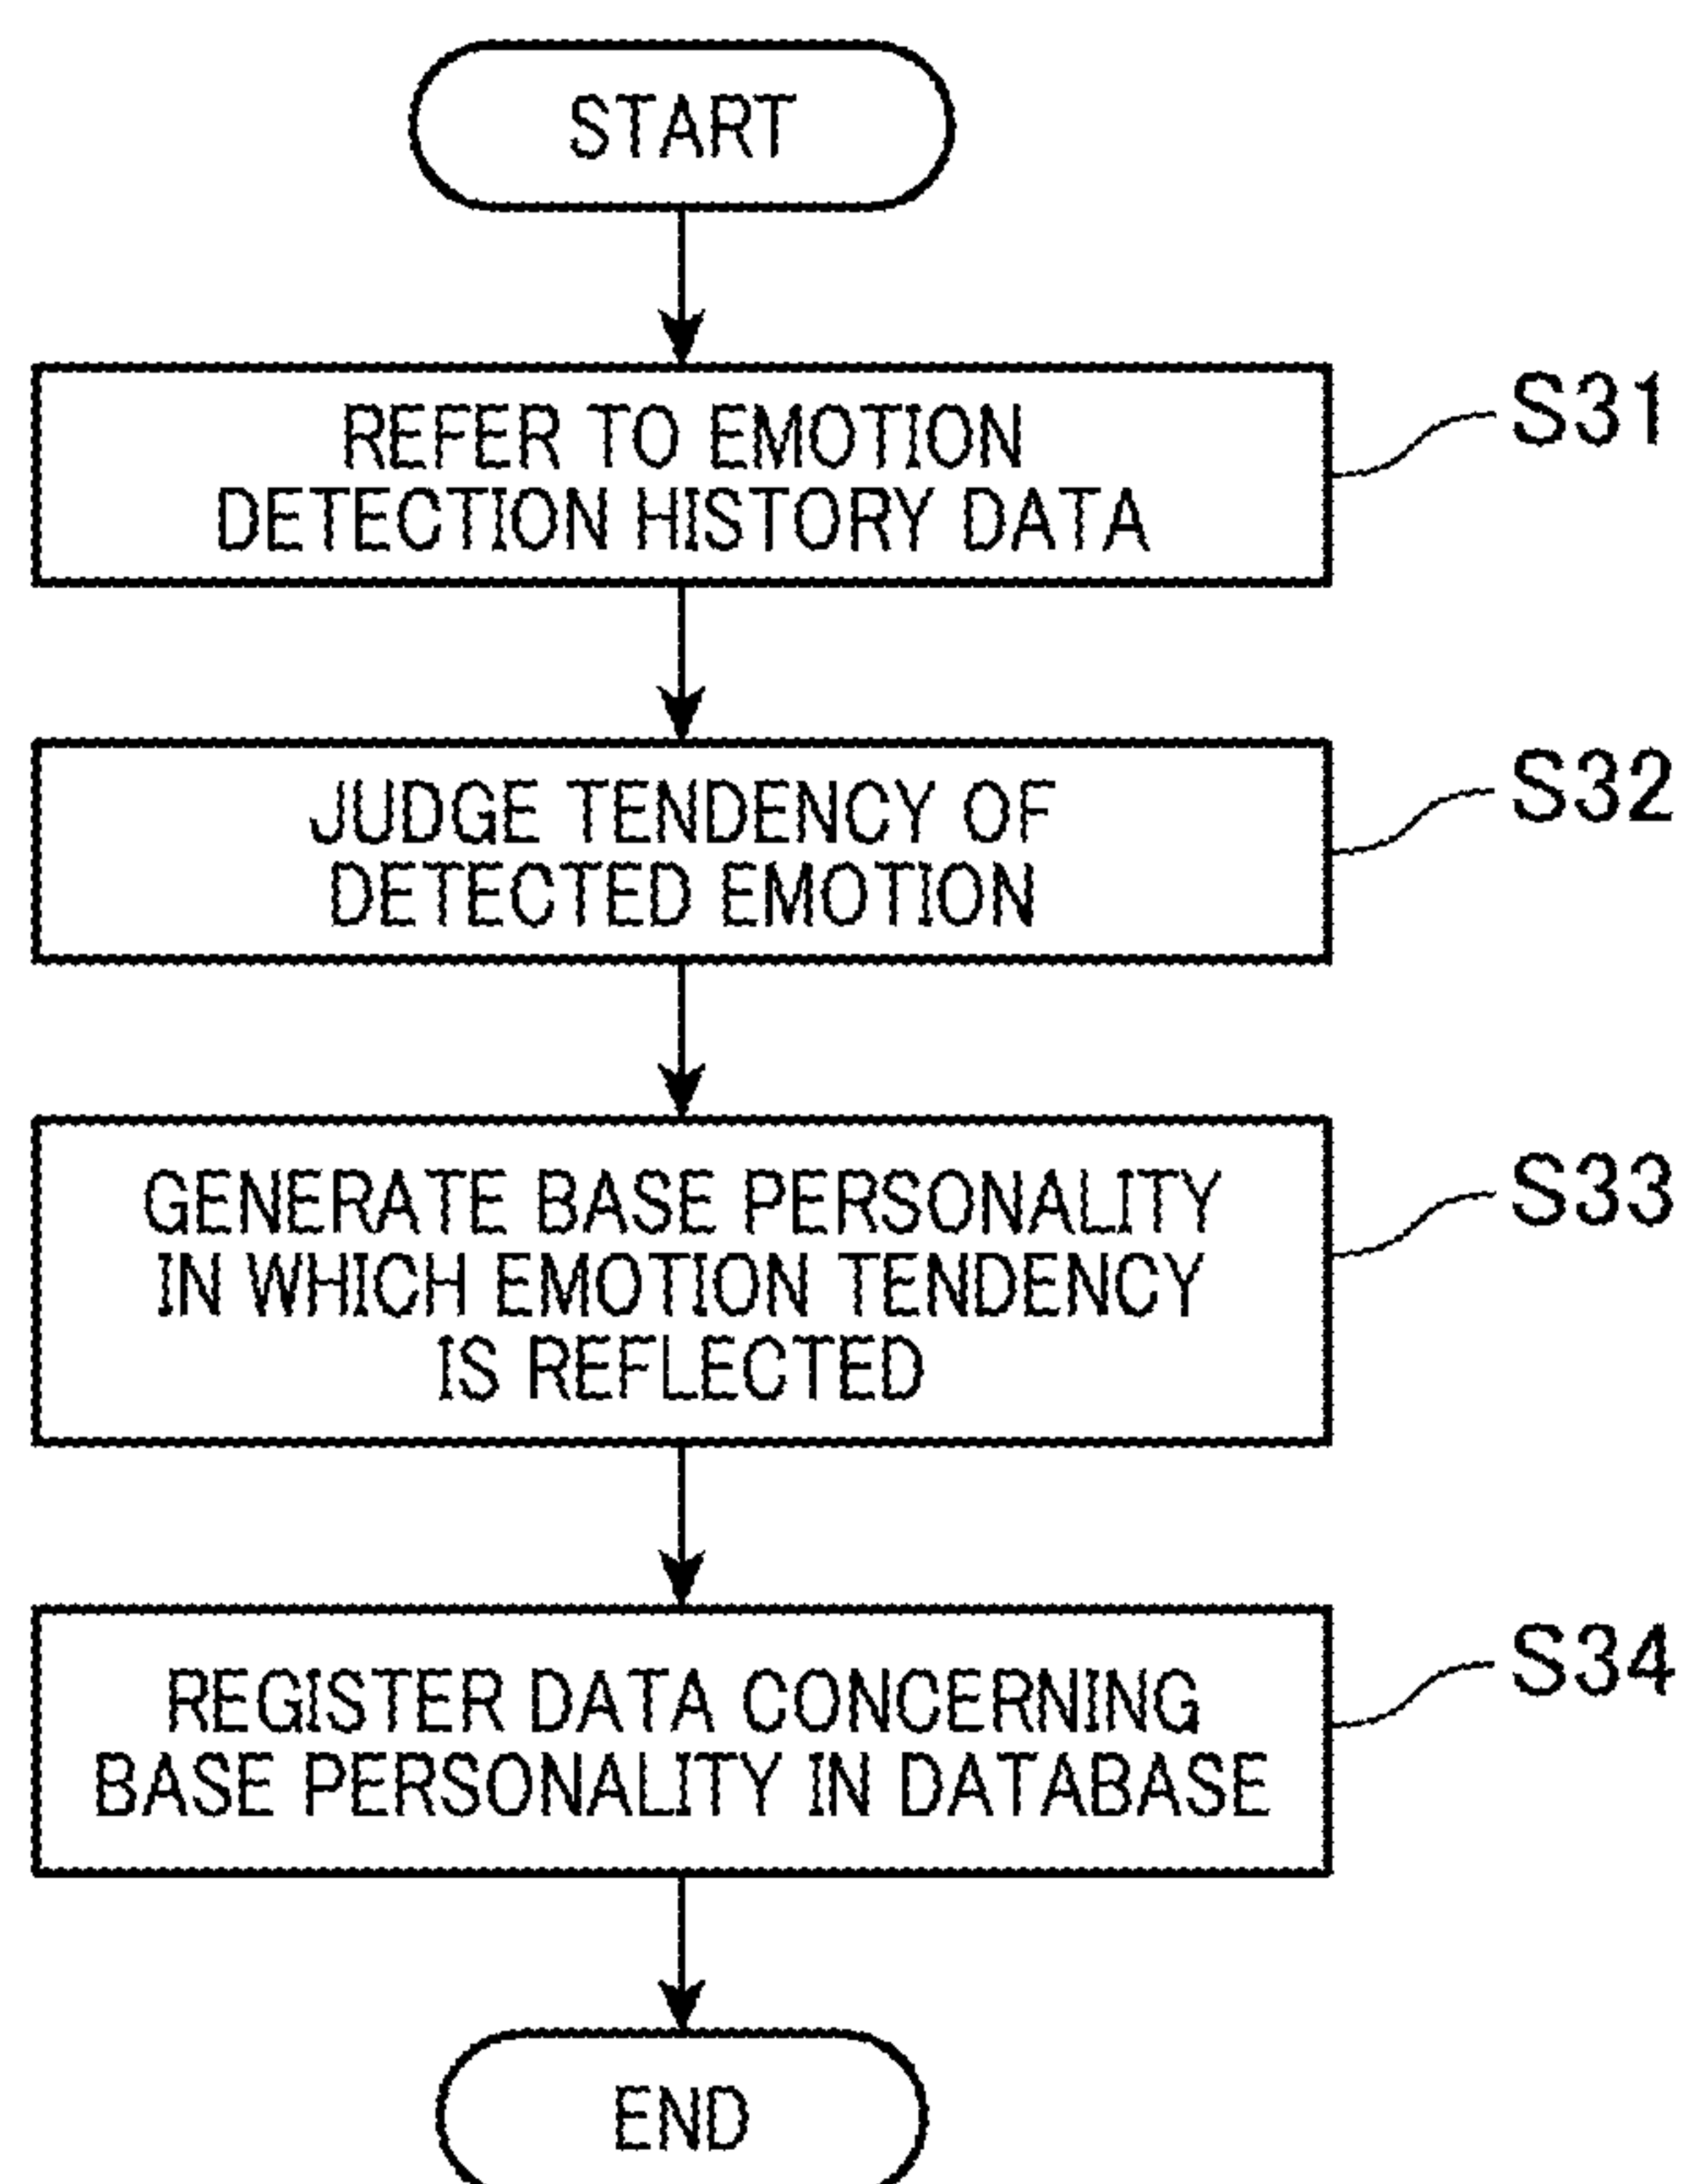 START
REFER TO EMOTION
DETECTION HISTORY DATA
S31
JUDGE TENDENCY OF
DETECTED EMOTION
S32
GENERATE BASE PERSONALITY
IN WHICH EMOTION TENDENCY
IS REFLECTED
S33
REGISTER DATA CONCERNING
BASE PERSONALITY IN DATABASE
S34
END